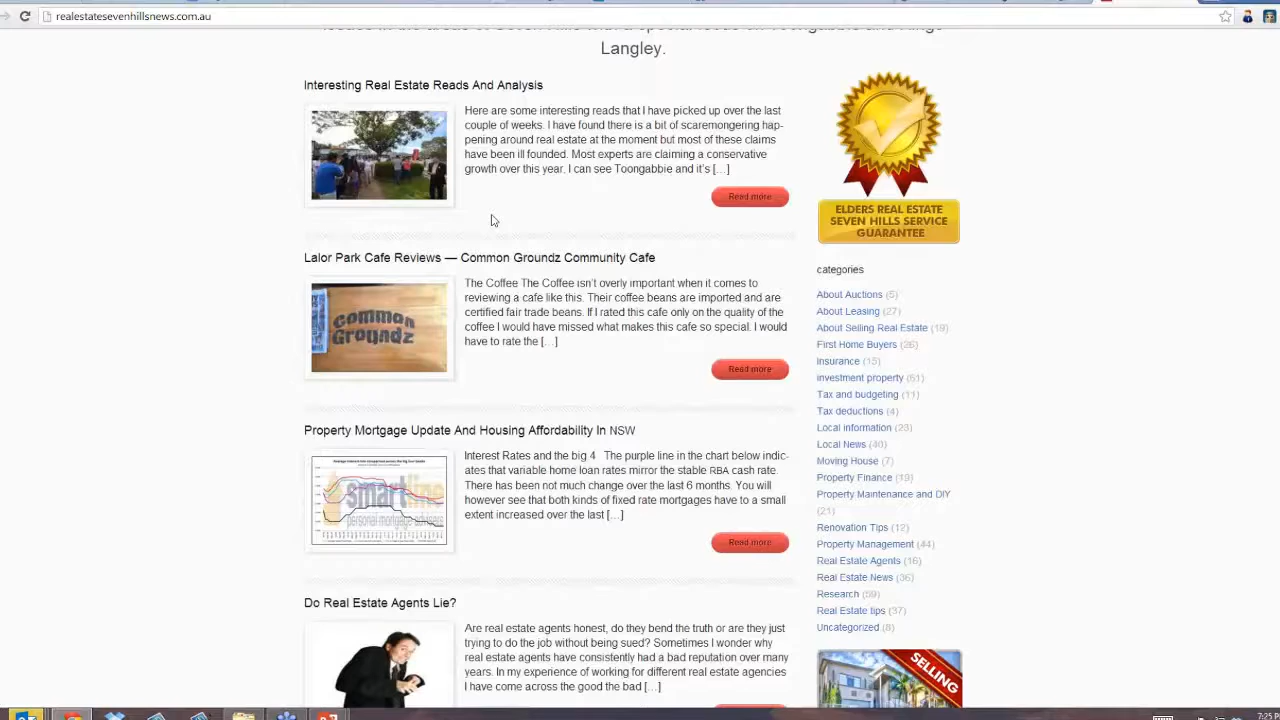 realestatesevenhillsnews.com.au
Langley.
Interesting Real Estate Reads And Analysis
Here are some interesting reads that I have picked up over the last
couple of weeks. I have found there is a bit of scaremongering hap-
pening around real estate at the moment but most of these claims
have been ill founded. Most experts are claiming a conservative
growth over this year. I can see Toongabbie and it's [...]
Read more
Lalor Park Cafe Reviews — Common Groundz Community Cafe
Common
Groundz
The Coffee The Coffee isn't overly important when it comes to
reviewing a cafe like this. Their coffee beans are imported and are
certified fair trade beans. If I rated this cafe only on the quality of the
coffee I would have missed what makes this cafe so special. I would
have to rate the [...]
Read more
Property Mortgage Update And Housing Affordability In NSW
smartline
personal mortgage advisers
Interest Rates and the big 4 The purple line in the chart below indic-
ates that variable home loan rates mirror the stable RBA cash rate.
There has been not much change over the last 6 months. You will
however see that both kinds of fixed rate mortgages have to a small
extent increased over the last [...]
Read more
Do Real Estate Agents Lie?
Are real estate agents honest, do they bend the truth or are they just
trying to do the job without being sued? Sometimes I wonder why
real estate agents have consistently had a bad reputation over many
years. In my experience of working for different real estate agencies
I have come across the good the bad [...]
ELDERS REAL ESTATE
SEVEN HILLS SERVICE
GUARANTEE
categories
About Auctions (5)
About Leasing (27)
About Selling Real Estate (19)
First Home Buyers (26)
Insurance (15)
investment property (51)
Tax and budgeting (11)
Tax deductions (4)
Local information (23)
Local News (40)
Moving House (7)
Property Finance (19)
Property Maintenance and DIY
(21)
Renovation Tips (12)
Property Management (44)
Real Estate Agents (16)
Real Estate News (36)
Research (59)
Real Estate tips (37)
Uncategorized (8)
SELLING
7:25 P